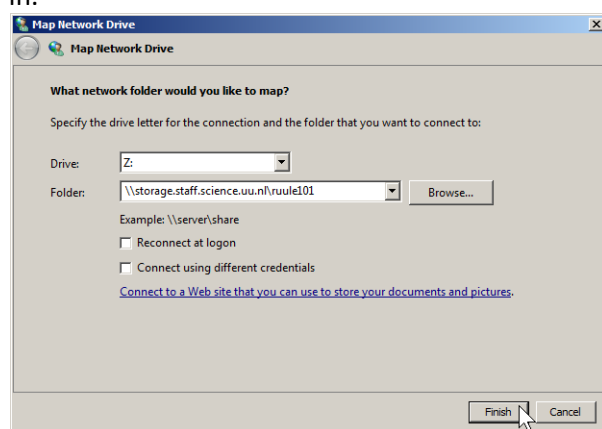 in.
Map Network Drive
Map Network Drive
What network folder would you like to map?
Specify the drive letter for the connection and the folder that you want to connect to:
Drive: Z:
Folder: \\storage.staff.science.uu.nl\ruule101 Browse...
Example: \\server\share
Reconnect at logon
Connect using different credentials
Connect to a Web site that you can use to store your documents and pictures.
Finish Cancel